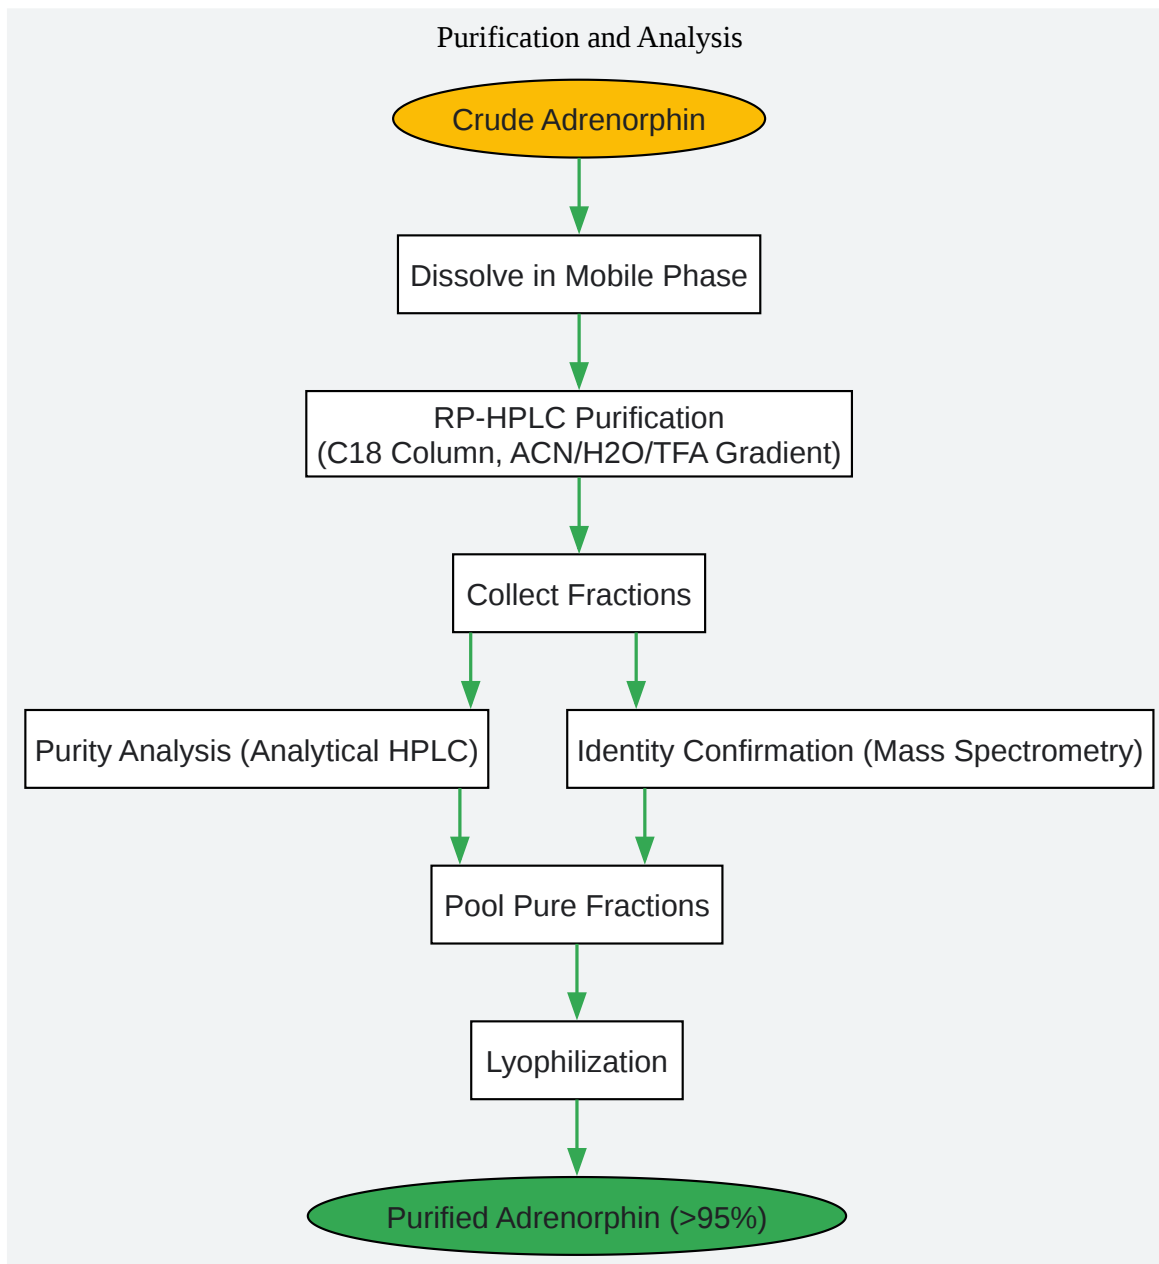 Purification and Analysis
Crude Adrenorphin
Dissolve in Mobile Phase
RP-HPLC Purification
(C18 Column, ACN/H2O/TFA Gradient)
Collect Fractions
Purity Analysis (Analytical HPLC)
Identity Confirmation (Mass Spectrometry)
Pool Pure Fractions
Lyophilization
Purified Adrenorphin (>95%)